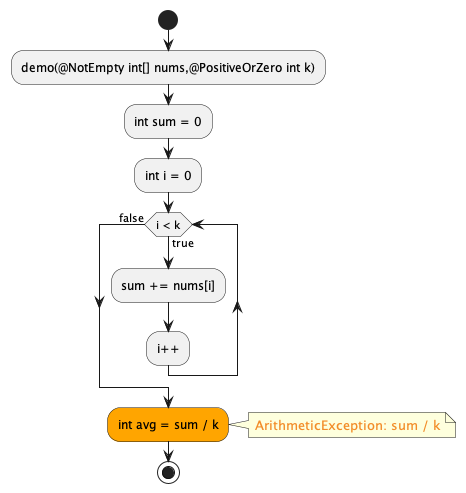 demo(@NotEmpty int[] nums,@PositiveOrZero int k)
int sum = 0
int i = 0
false
i < k
true
sum += nums[i]
i++
int avg = sum / k
ArithmeticException: sum / k